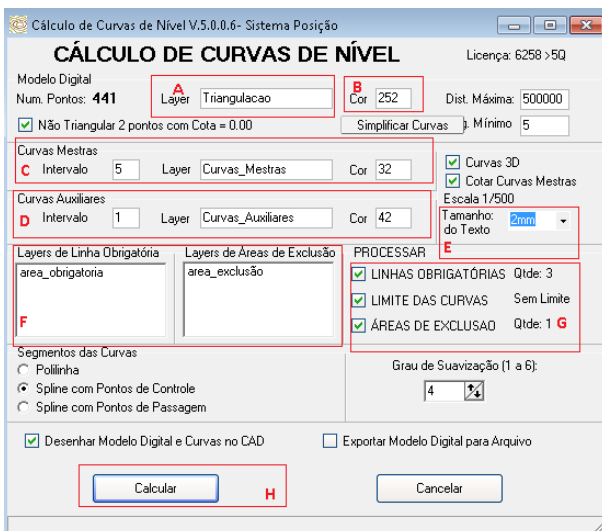 Cálculo de Curvas de Nível V.5.0.0.6- Sistema Posição
CÁLCULO DE CURVAS DE NÍVEL
Licença: 6258 >5Q
Modelo Digital
Num. Pontos: 441
A
Layer Triangulacao
B
Cor 252
Dist. Máxima: 500000
Não Triangular 2 pontos com Cota = 0.00
Simplificar Curvas
Mínimo 5
Curvas Mestras
C Intervalo 5 Layer Curvas_Mestras Cor 32
Curvas 3D
Cotar Curvas Mestras
Curvas Auxiliares
D Intervalo 1 Layer Curvas_Auxiliares Cor 42
Escala 1/500
Tamanho: do Texto 2mm
E
Layers de Linha Obrigatória
area_obrigatoria
F
Layers de Áreas de Exclusão
area_exclusão
PROCESSAR
LINHAS OBRIGATÓRIAS Qtde: 3
LIMITE DAS CURVAS Sem Limite
ÁREAS DE EXCLUSAO Qtde: 1 G
Segmentos das Curvas
Polilinha
Spline com Pontos de Controle
Spline com Pontos de Passagem
Grau de Suavização (1 a 6):
4
Desenhar Modelo Digital e Curvas no CAD
Exportar Modelo Digital para Arquivo
Calcular
H
Cancelar